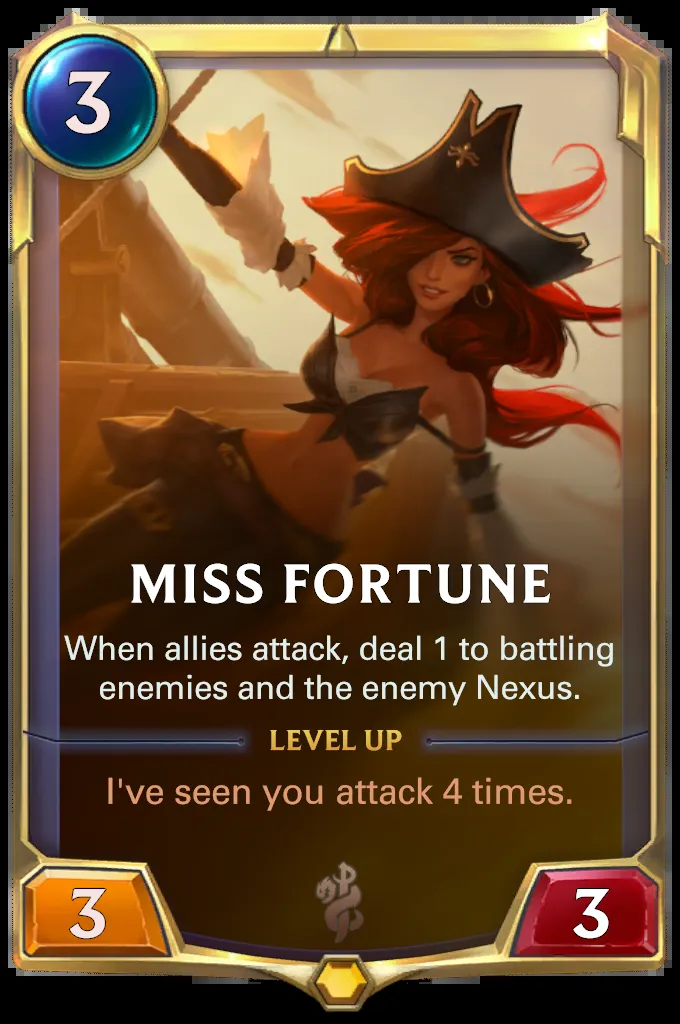 3
MISS FORTUNE
When allies attack, deal 1 to battling
enemies and the enemy Nexus.
LEVEL UP
I've seen you attack 4 times.
3
3